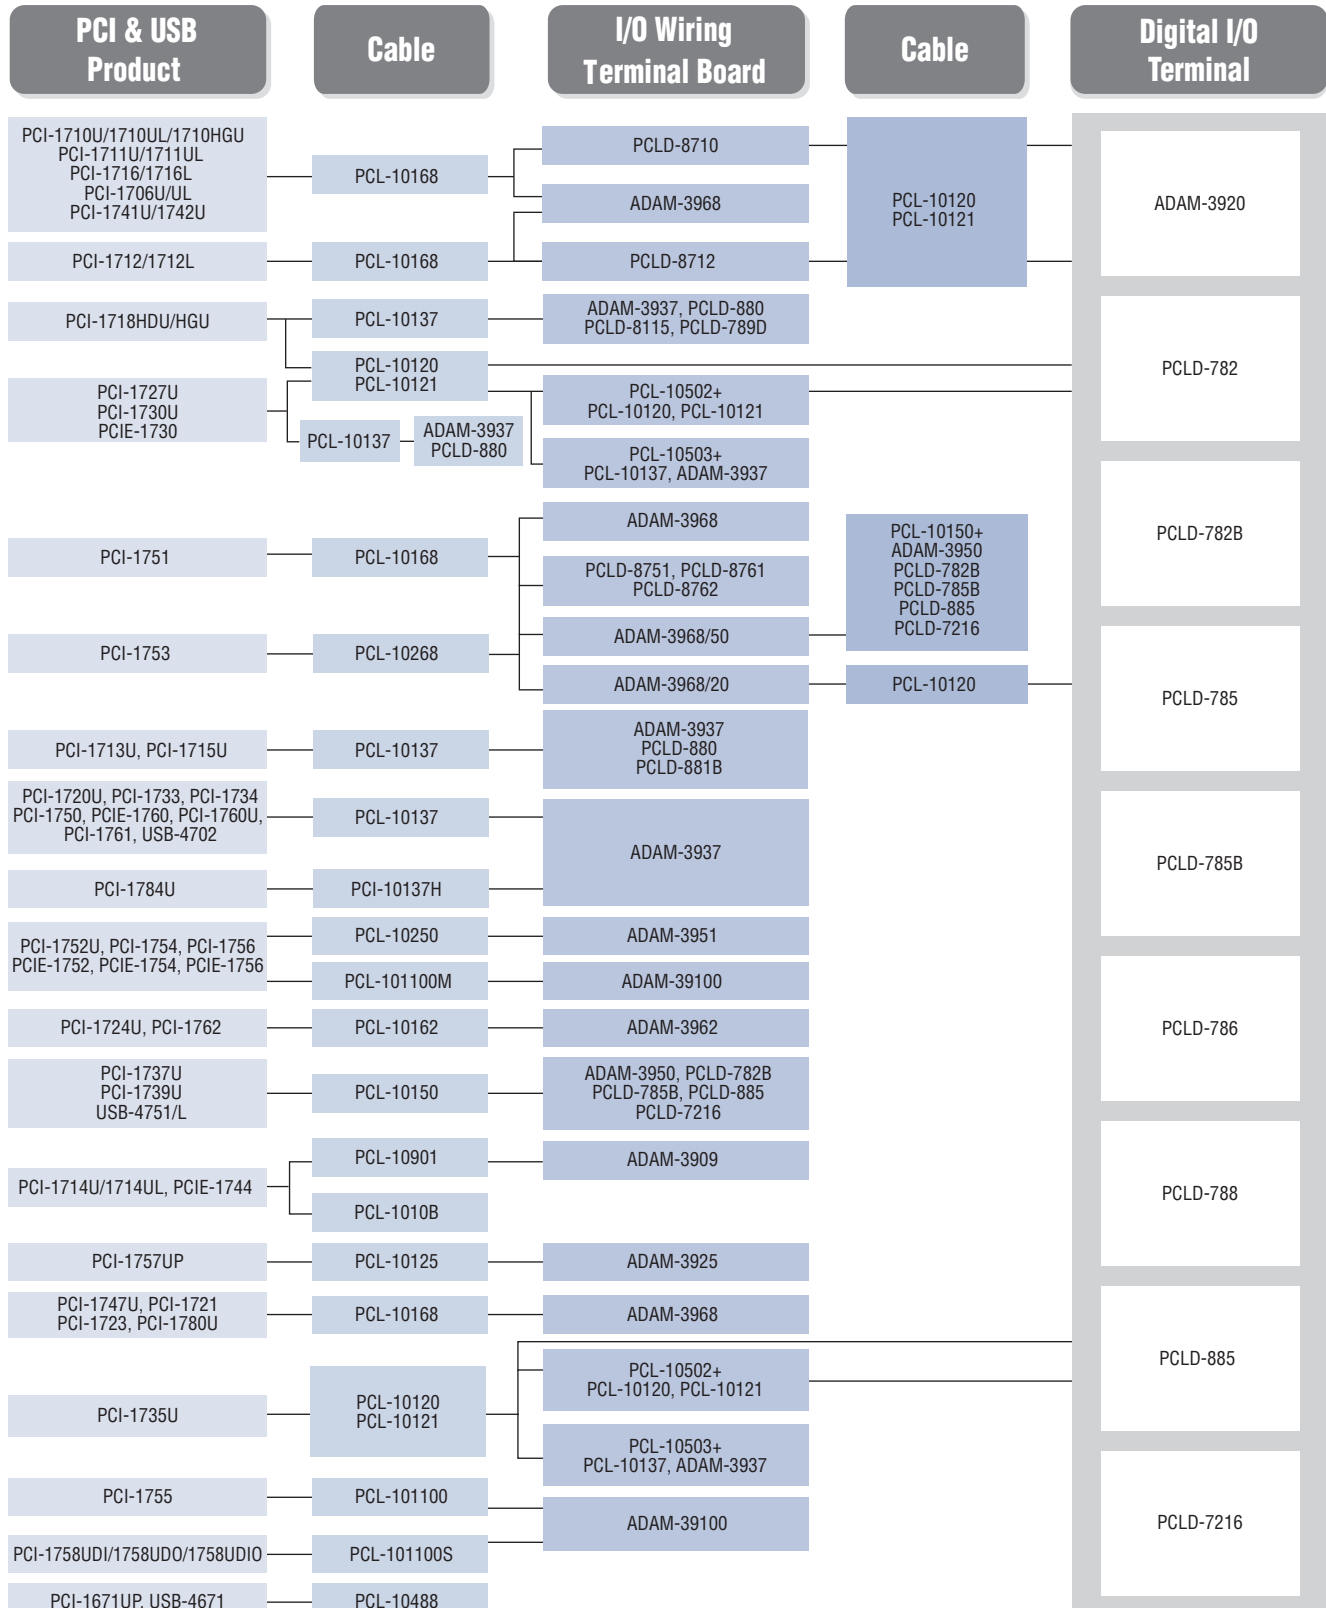 PCI & USB
Product
Cable
I/O Wiring
Terminal Board
Cable
Digital I/O
Terminal
PCI-1710U/1710UL/1710HGU
PCI-1711U/1711UL
PCI-1716/1716L
PCI-1706U/UL
PCI-1741U/1742U
PCL-10168
PCLD-8710
ADAM-3968
PCL-10120
PCL-10121
PCI-1712/1712L
PCL-10168
PCLD-8712
PCI-1718HDU/HGU
PCL-10137
ADAM-3937, PCLD-880
PCLD-8115, PCLD-789D
PCL-10120
PCL-10121
PCI-1727U
PCI-1730U
PCIE-1730
PCL-10137
ADAM-3937
PCLD-880
PCL-10502+
PCL-10120, PCL-10121
PCL-10503+
PCL-10137, ADAM-3937
PCI-1751
PCL-10168
ADAM-3968
PCLD-8751, PCLD-8761
PCLD-8762
PCL-10150+
ADAM-3950
PCLD-782B
PCLD-785B
PCLD-885
PCLD-7216
PCI-1753
PCL-10268
ADAM-3968/50
ADAM-3968/20
PCL-10120
PCI-1713U, PCI-1715U
PCL-10137
ADAM-3937
PCLD-880
PCLD-881B
PCI-1720U, PCI-1733, PCI-1734
PCI-1750, PCIE-1760, PCI-1760U,
PCI-1761, USB-4702
PCL-10137
ADAM-3937
PCI-1784U
PCI-10137H
PCI-1752U, PCI-1754, PCI-1756
PCIE-1752, PCIE-1754, PCIE-1756
PCL-10250
ADAM-3951
PCL-101100M
ADAM-39100
PCI-1724U, PCI-1762
PCL-10162
ADAM-3962
PCI-1737U
PCI-1739U
USB-4751/L
PCL-10150
ADAM-3950, PCLD-782B
PCLD-785B, PCLD-885
PCLD-7216
PCI-1714U/1714UL, PCIE-1744
PCL-10901
ADAM-3909
PCL-1010B
PCI-1757UP
PCL-10125
ADAM-3925
PCI-1747U, PCI-1721
PCI-1723, PCI-1780U
PCL-10168
ADAM-3968
PCI-1735U
PCL-10120
PCL-10121
PCL-10502+
PCL-10120, PCL-10121
PCL-10503+
PCL-10137, ADAM-3937
PCI-1755
PCL-101100
ADAM-39100
PCI-1758UDI/1758UDO/1758UDIO
PCL-101100S
PCI-1671UP, USB-4671
PCL-10488
ADAM-3920
PCLD-782
PCLD-782B
PCLD-785
PCLD-785B
PCLD-786
PCLD-788
PCLD-885
PCLD-7216